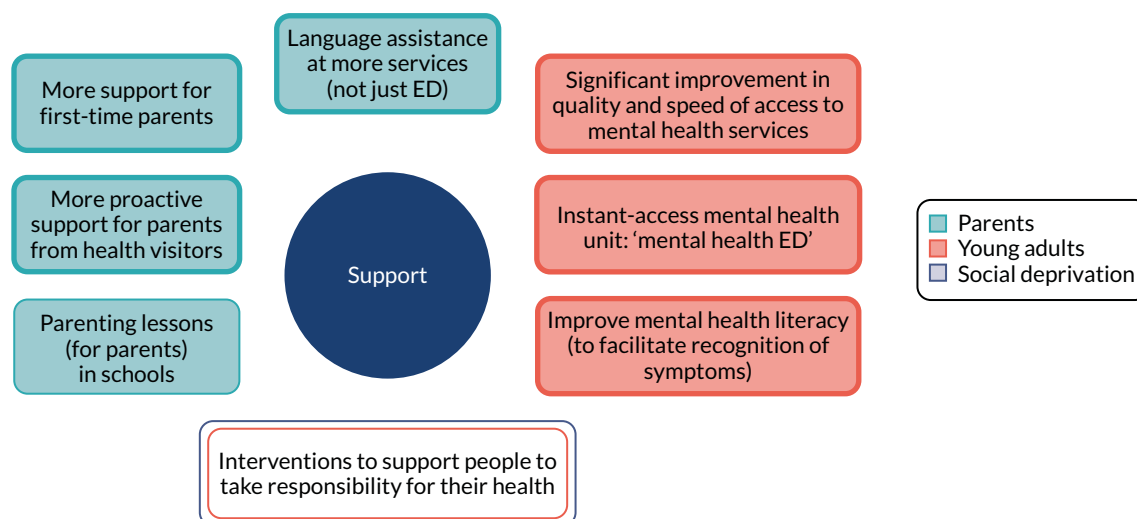 Language assistance
at more services
(not just ED)
More support for
first-time parents
Significant improvement in
quality and speed of access to
mental health services
More proactive
support for parents
from health visitors
Support
Instant-access mental health
unit: ‘mental health ED’
Parents
Young adults
Social deprivation
Parenting lessons
(for parents)
in schools
Improve mental health literacy
(to facilitate recognition of
symptoms)
Interventions to support people to
take responsibility for their health